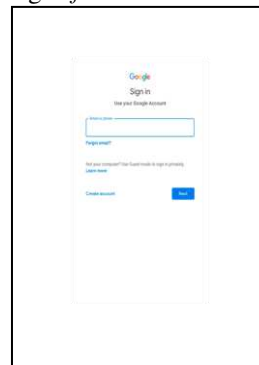 Google
Sign in
Use your Google Account
Email or phone
Forgot email?
Not your computer? Use Guest mode to sign in privately.
Learn more
Create account
Next